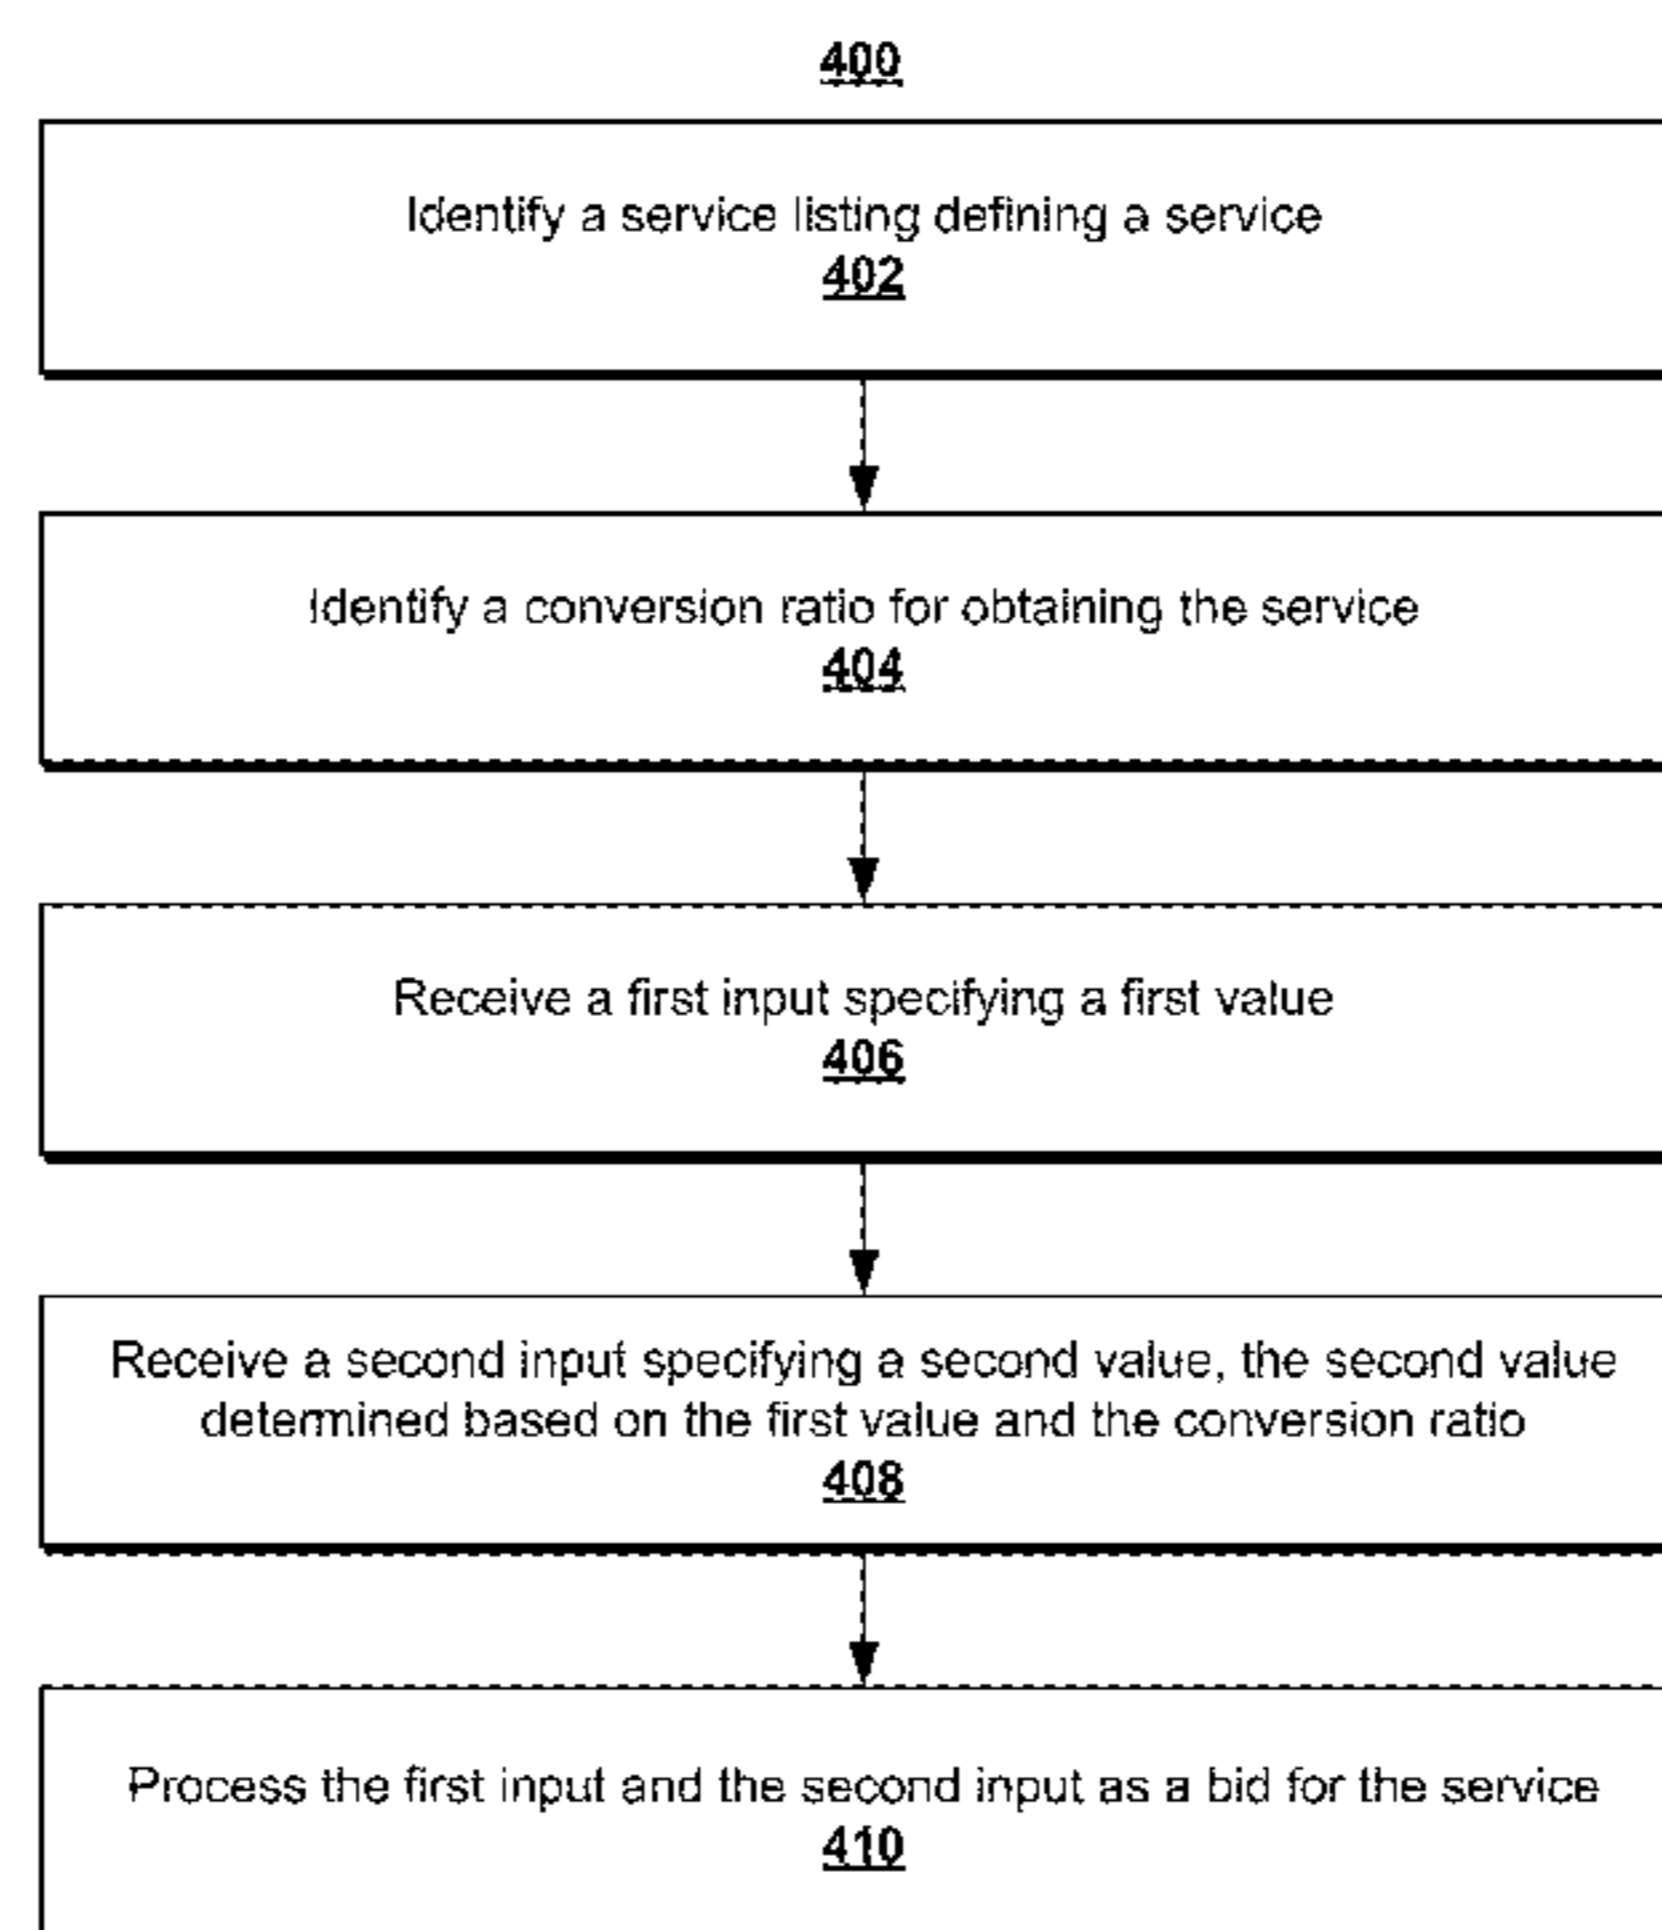 400
Identify a service listing defining a service
402
Identify a conversion ratio for obtaining the service
404
Receive a first input specifying a first value
406
Receive a second input specifying a second value, the second value
determined based on the first value and the conversion ratio
408
Process the first input and the second input as a bid for the service
410